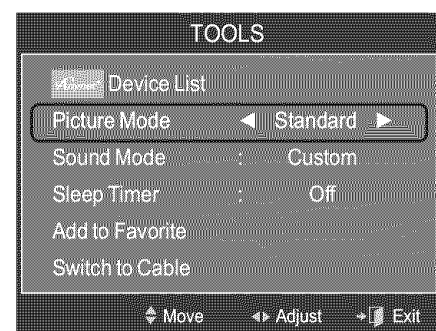 TOOLS
Device List
Picture Mode ◄ Standard ►
Sound Mode : Custom
Sleep Timer : Off
Add to Favorite
Switch to Cable
Move Adjust Exit